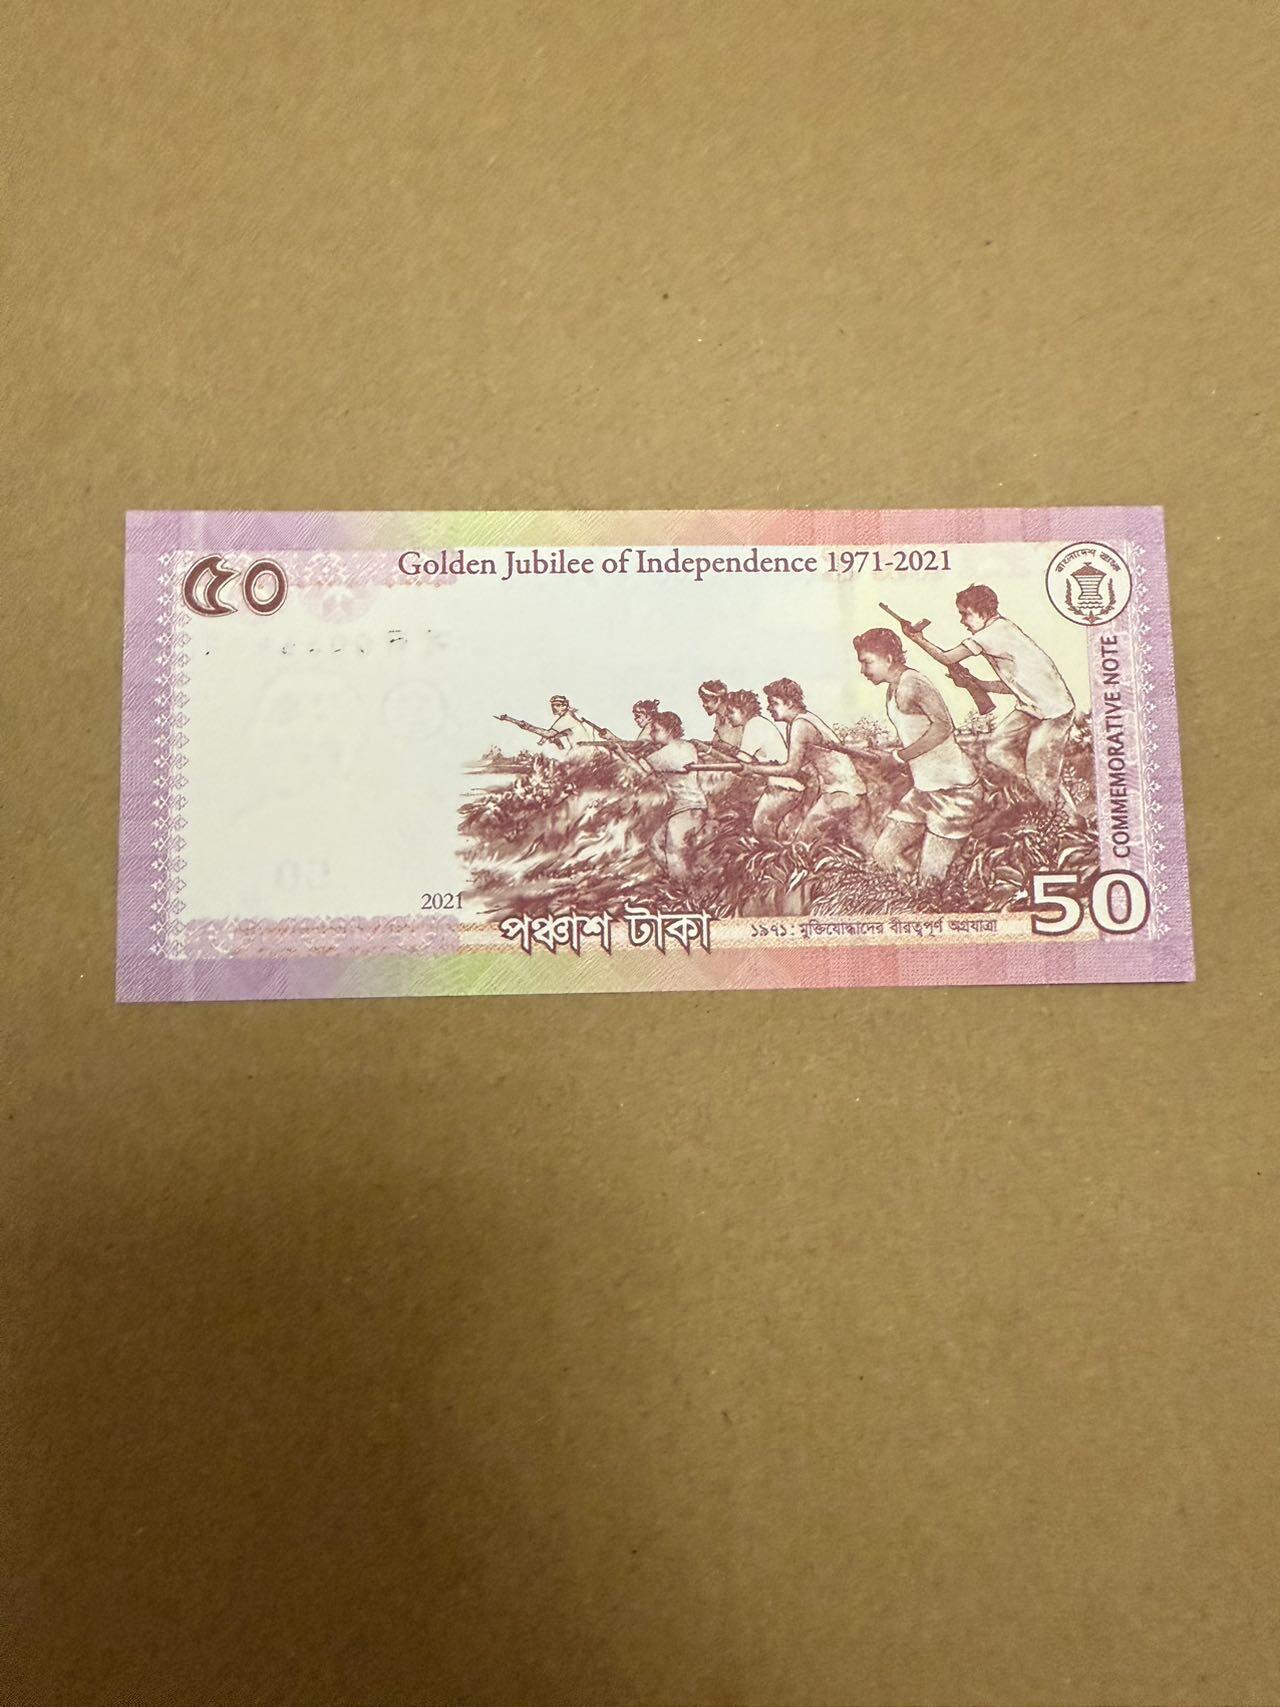 Golden Jubilee of Independence 1971-2021
৫০
বাংলাদেশ ব্যাংক
COMMEMORATIVE NOTE
2021
পঞ্চাশ টাকা
১৯৭১: মুক্তিযোদ্ধাদের বীরত্বপূর্ণ অগ্রযাত্রা
50